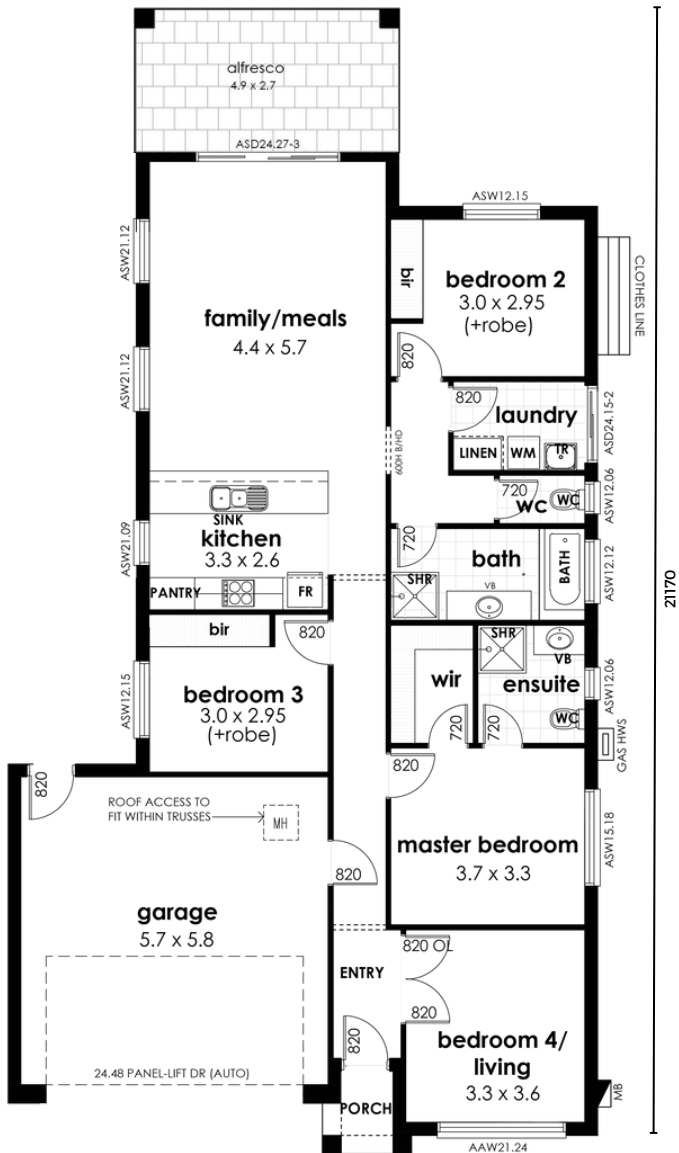 alfresco
4.9 x 2.7
ASD24.27-3
ASW12.15
ASW21.12
bir
bedroom 2
3.0 x 2.95
(+robe)
CLOTHES LINE
family/meals
4.4 x 5.7
ASW21.12
820
820
laundry
ASD24.15-2
LINEN
WM
TR
600H B/HD
720
WC
WC
ASW12.06
SINK
kitchen
3.3 x 2.6
ASW21.09
PANTRY
FR
720
bath
BATH
SHR
VB
ASW12.12
21170
bir
820
bedroom 3
3.0 x 2.95
(+robe)
ASW12.15
wir
SHR
VB
ensuite
WC
720
720
ASW12.06
GAS HWS
820
820
ROOF ACCESS TO
FIT WITHIN TRUSSES
MH
master bedroom
3.7 x 3.3
ASW15.18
820
garage
5.7 x 5.8
24.48 PANEL-LIFT DR (AUTO)
820 OL
ENTRY
820
820
bedroom 4/
living
3.3 x 3.6
PORCH
MB
AAW21.24